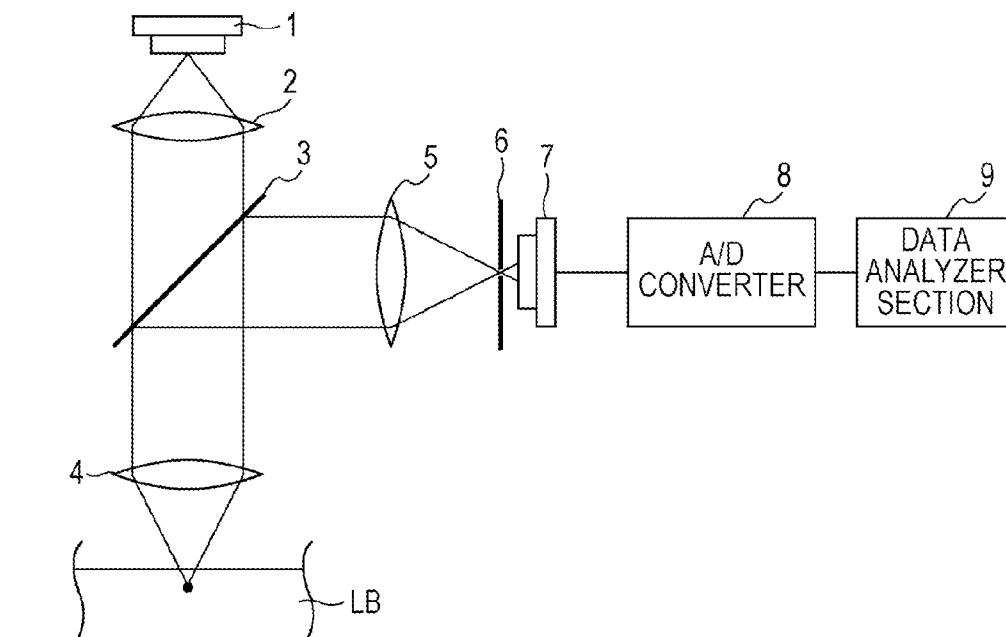 1
2
3
5
6
7
8
9
A/D
CONVERTER
DATA
ANALYZER
SECTION
4
LB